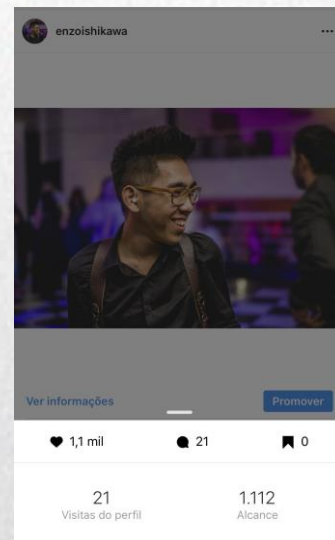 enzoishikawa
Ver informações Promover
1,1 mil 21 0
21 1.112
Visitas do perfil Alcance